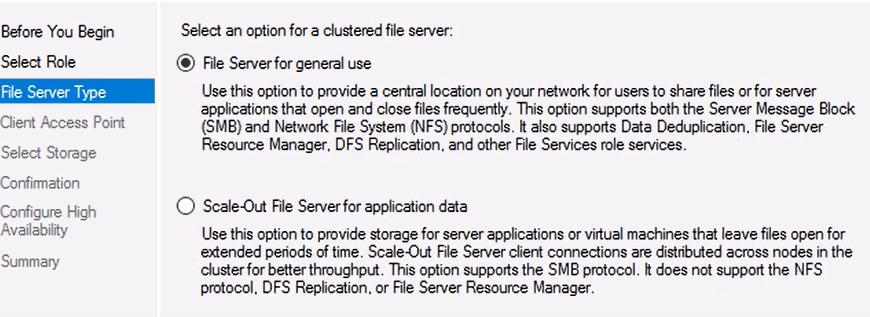 Before You Begin
Select Role
File Server Type
Client Access Point
Select Storage
Confirmation
Configure High
Availability
Summary
Select an option for a clustered file server:
File Server for general use
Use this option to provide a central location on your network for users to share files or for server
applications that open and close files frequently. This option supports both the Server Message Block
(SMB) and Network File System (NFS) protocols. It also supports Data Deduplication, File Server
Resource Manager, DFS Replication, and other File Services role services.
Scale-Out File Server for application data
Use this option to provide storage for server applications or virtual machines that leave files open for
extended periods of time. Scale-Out File Server client connections are distributed across nodes in the
cluster for better throughput. This option supports the SMB protocol. It does not support the NFS
protocol, DFS Replication, or File Server Resource Manager.